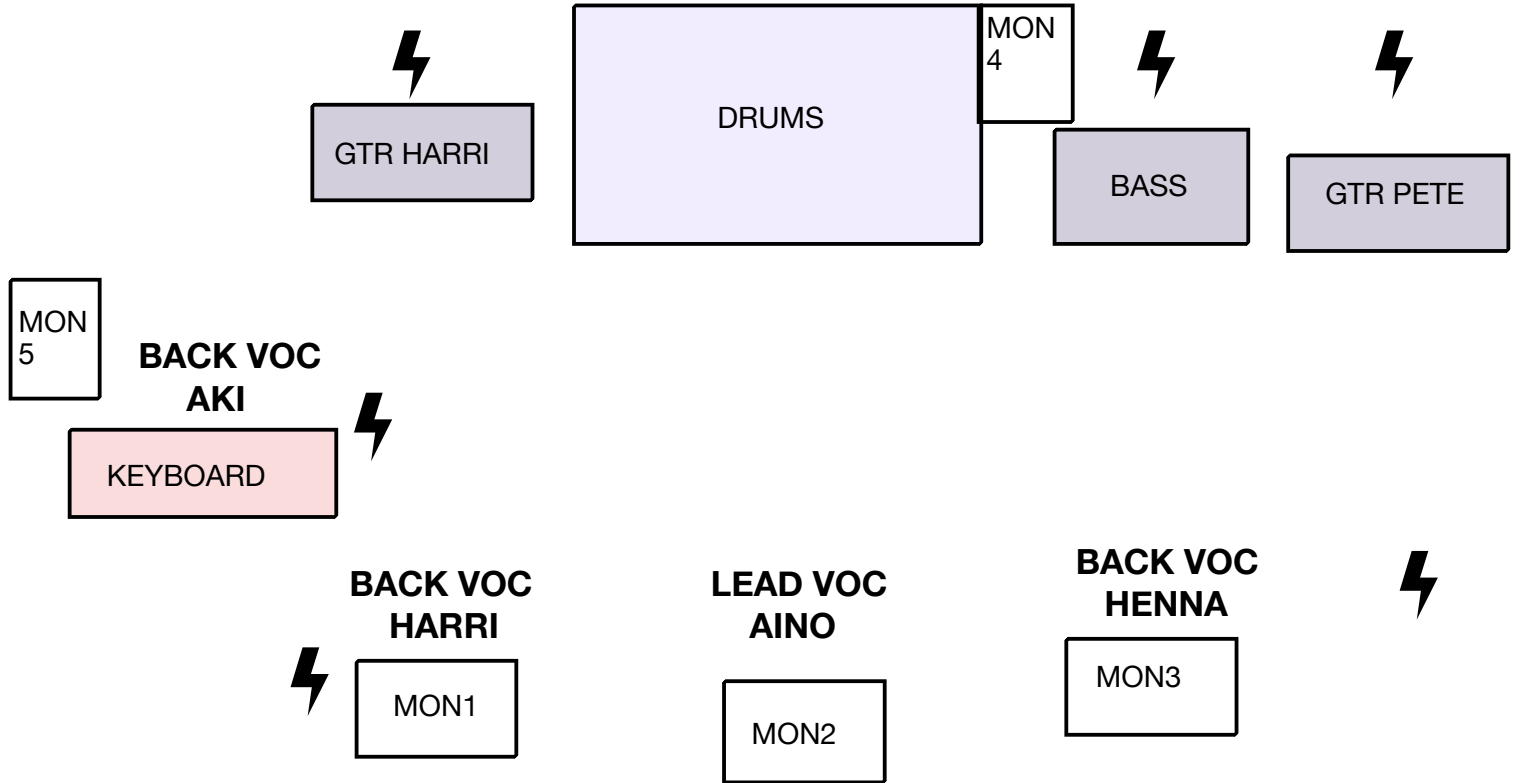 MON
4
DRUMS
GTR HARRI
BASS
GTR PETE
MON
5
BACK VOC
AKI
KEYBOARD
BACK VOC
HARRI
LEAD VOC
AINO
BACK VOC
HENNA
MON1
MON2
MON3